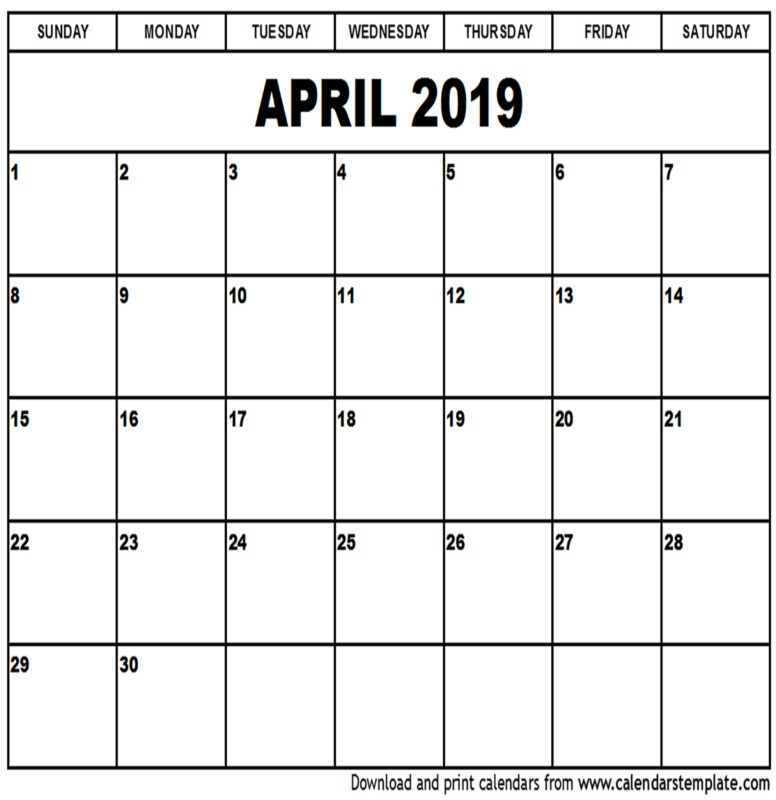 SUNDAY MONDAY TUESDAY WEDNESDAY THURSDAY FRIDAY SATURDAY
APRIL 2019
1 2 3 4 5 6 7
8 9 10 11 12 13 14
15 16 17 18 19 20 21
22 23 24 25 26 27 28
29 30
Download and print calendars from www.calendarstemplate.com